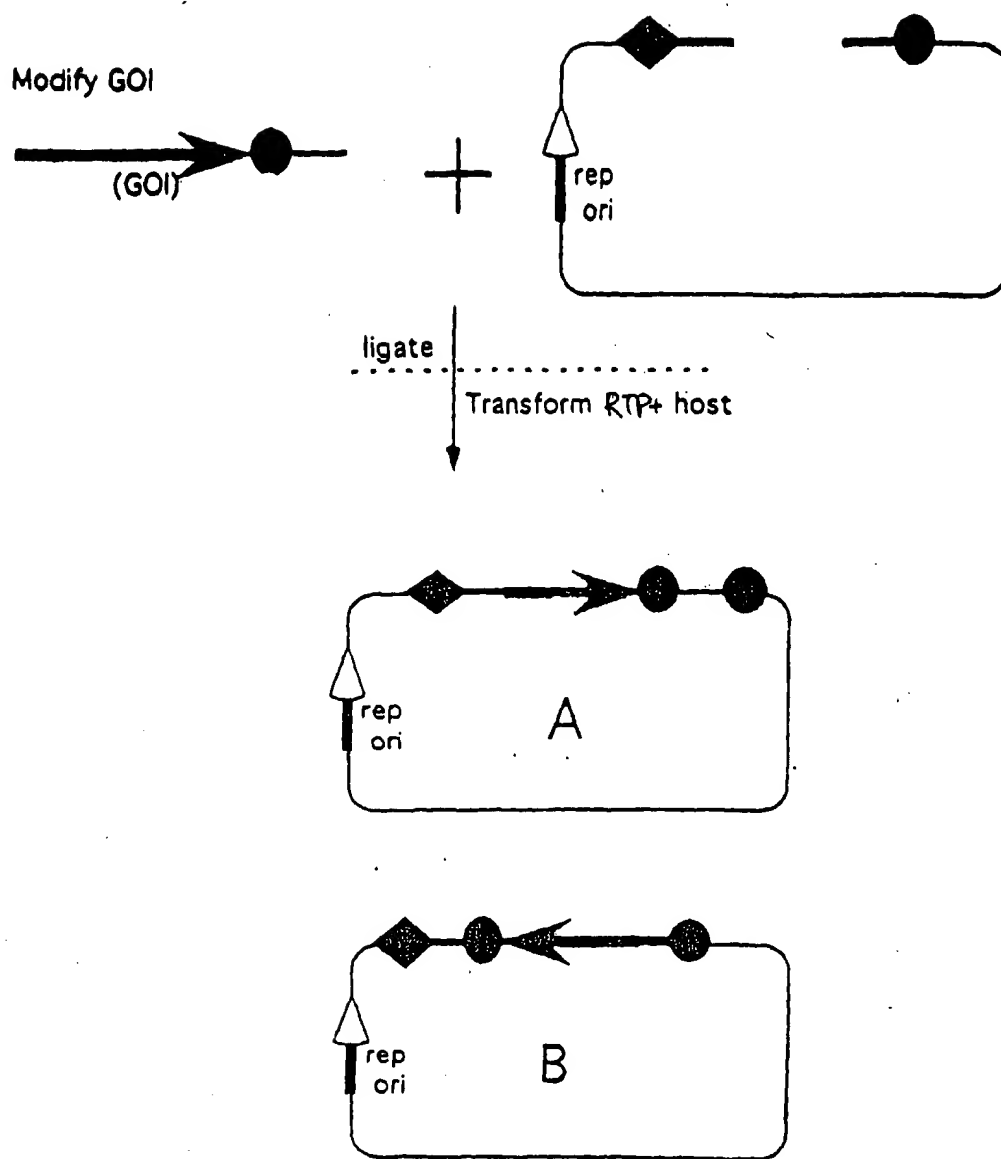 Modify GOI
(GOI)
rep
ori
ligate
Transform RTP+ host
rep
ori
A
rep
ori
B